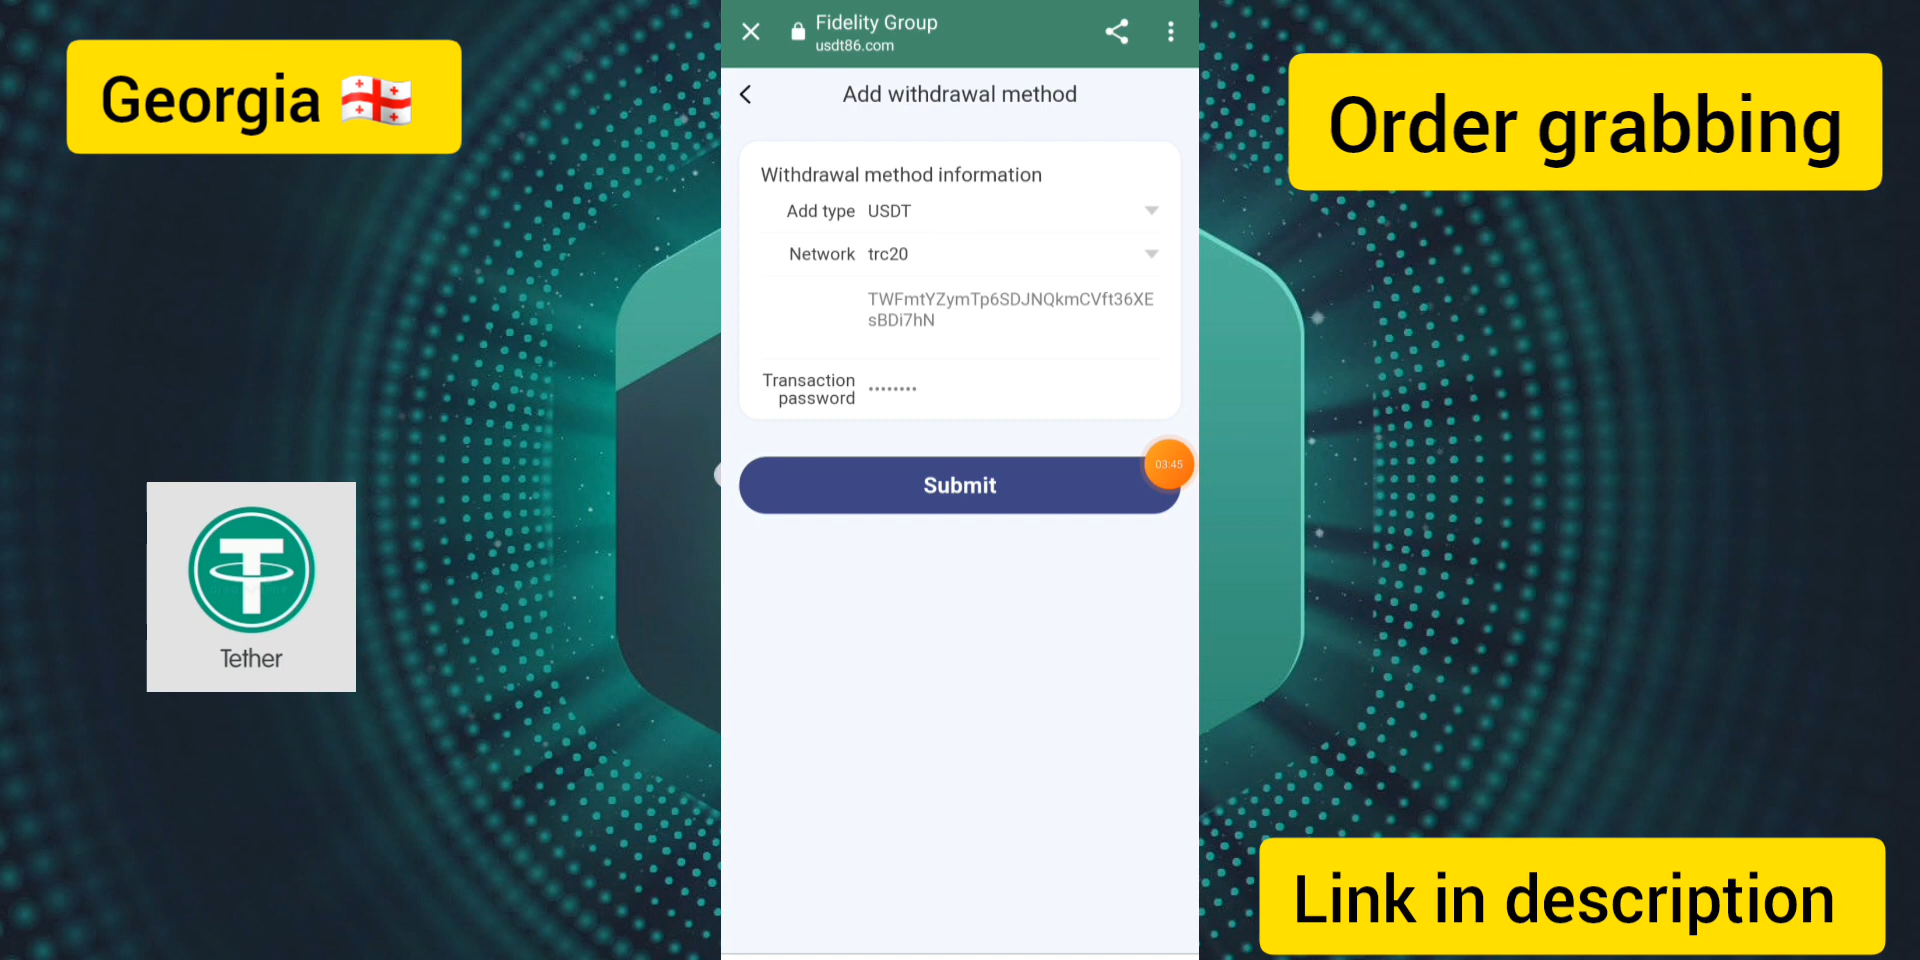 Georgia 🇬🇪
Fidelity Group
usdt86.com
Add withdrawal method
Withdrawal method information
Add type USDT
Network trc20
TWFmtYZymTp6SDJNQkmCVft36XE
sBDi7hN
Transaction
password ••••••••
03:45
Submit
Order grabbing
Tether
Link in description